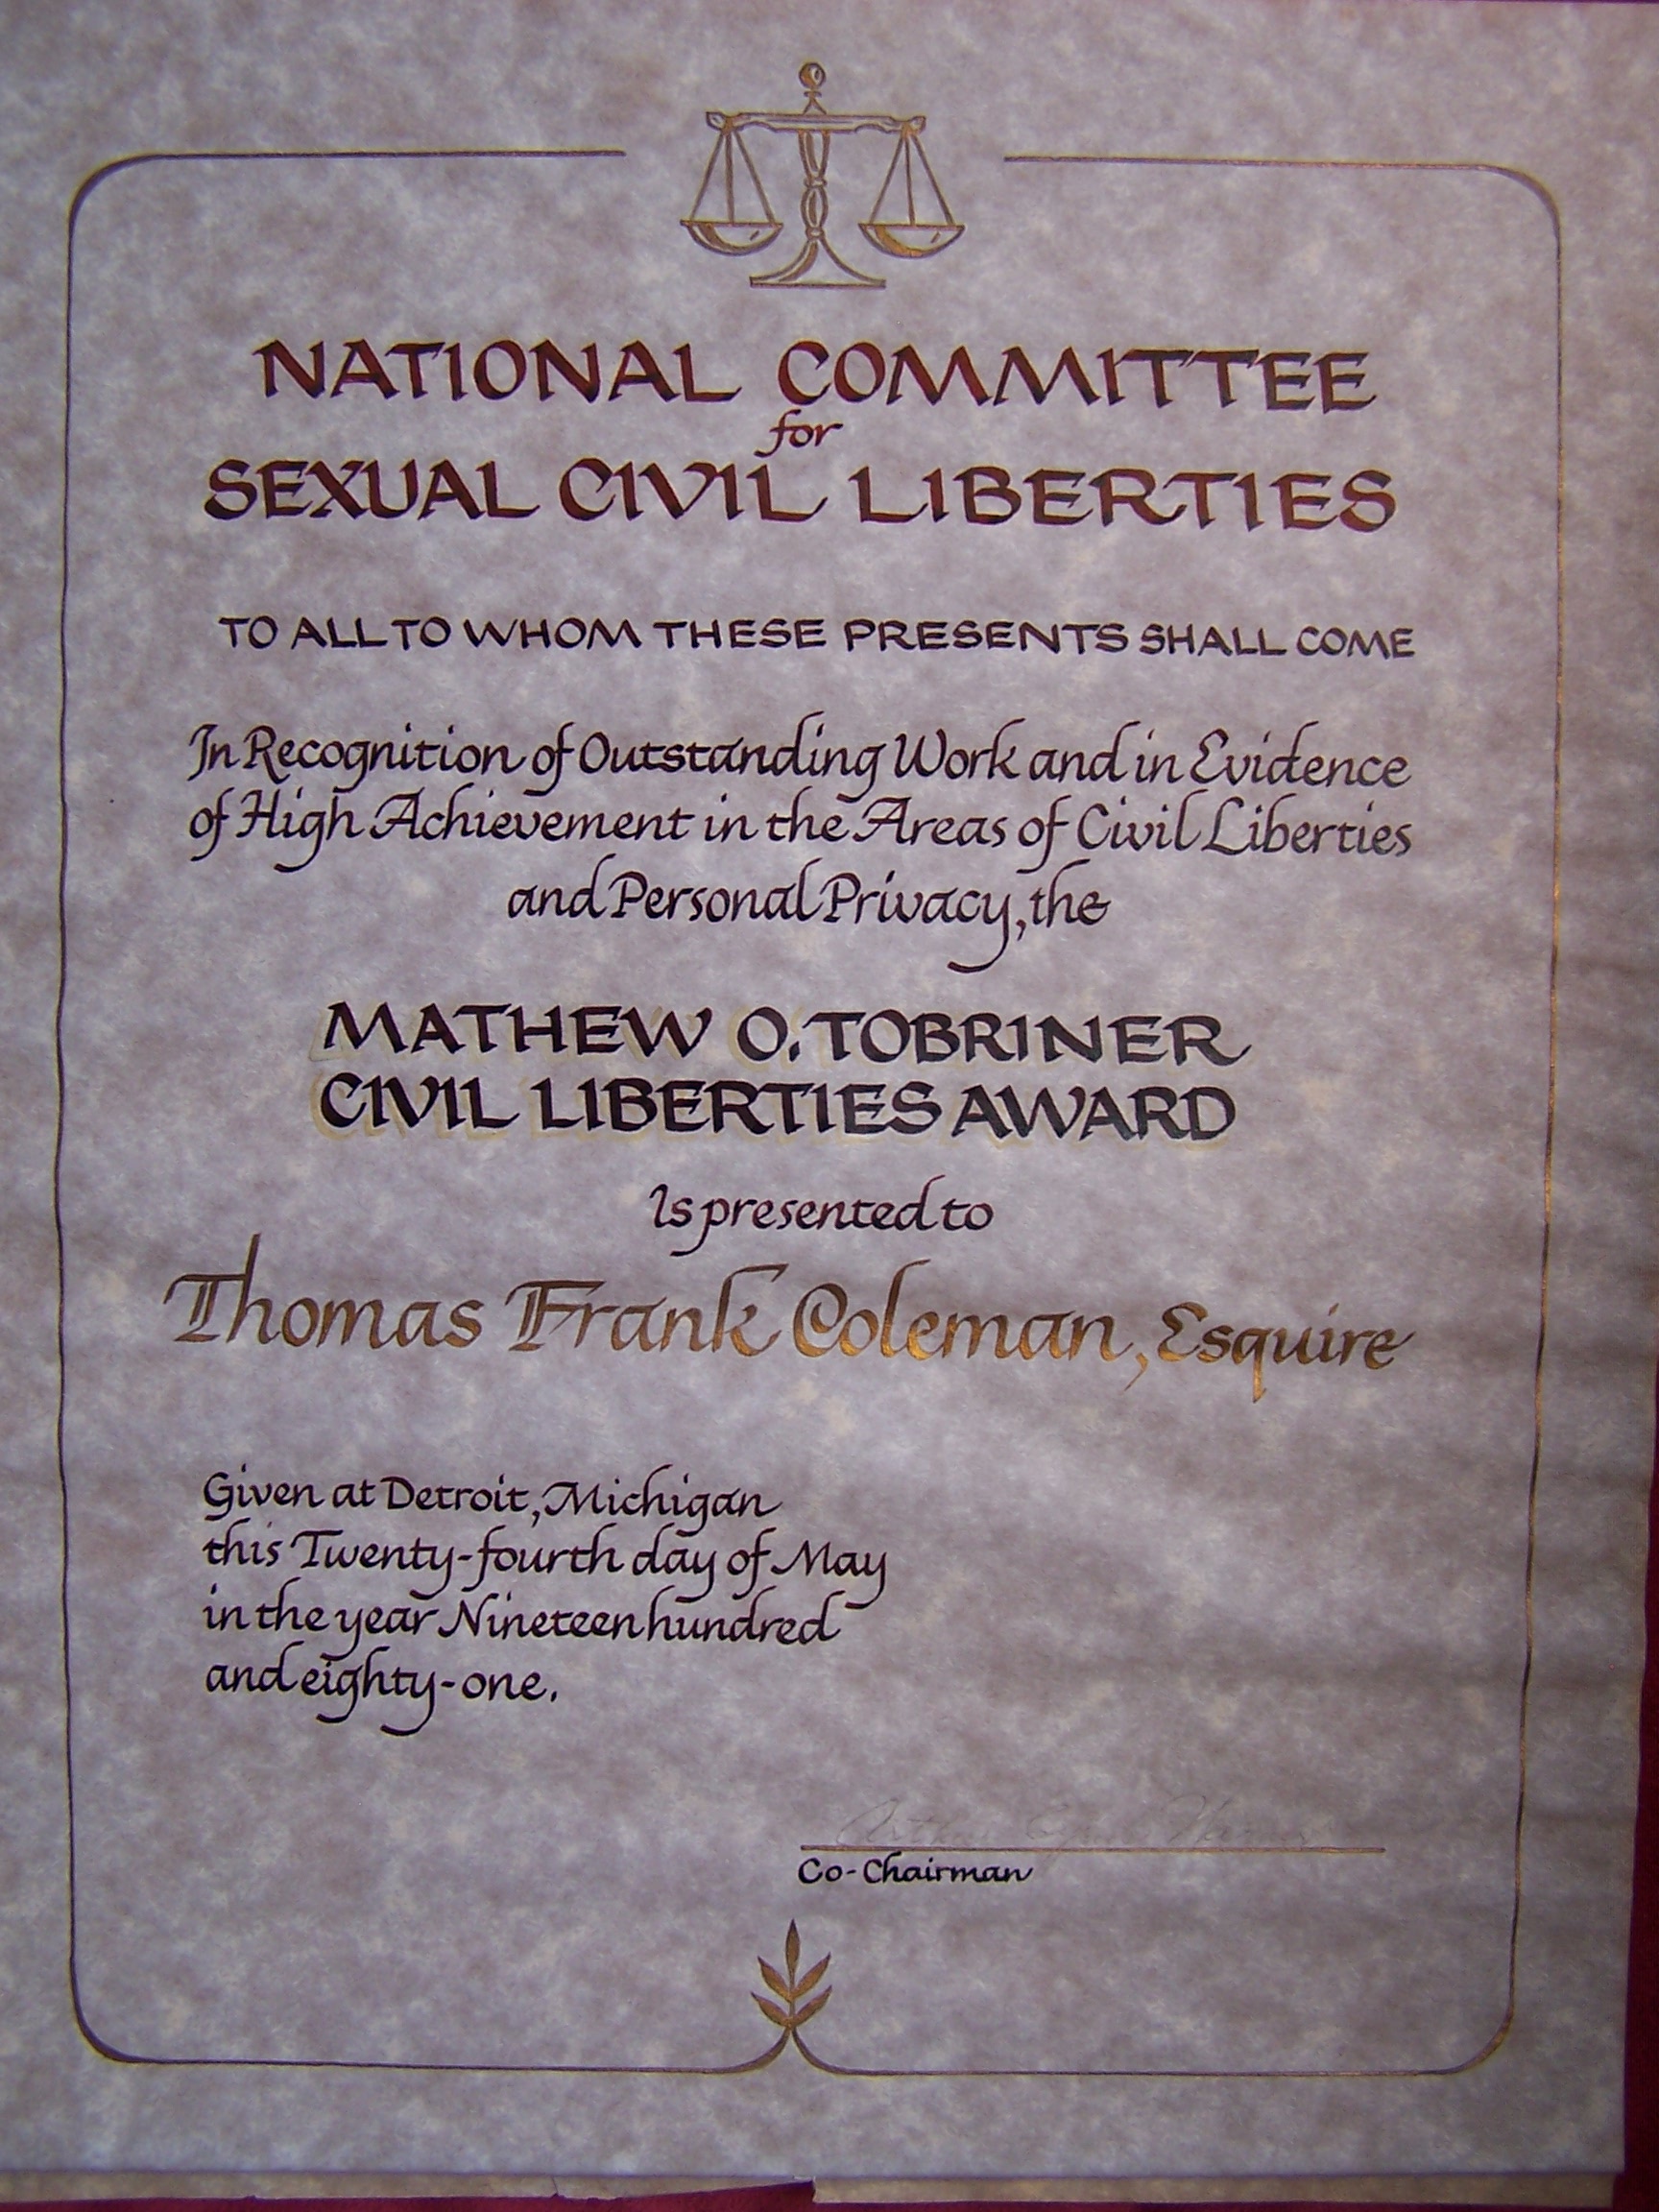 NATIONAL COMMITTEE
for
SEXUAL CIVIL LIBERTIES
TO ALL TO WHOM THESE PRESENTS SHALL COME
In Recognition of Outstanding Work and in Evidence
of High Achievement in the Areas of Civil Liberties
and Personal Privacy, the
MATHEW O. TOBRINER
CIVIL LIBERTIES AWARD
Is presented to
Thomas Frank Coleman, Esquire
Given at Detroit, Michigan
this Twenty-fourth day of May
in the year Nineteen hundred
and eighty-one.
Co-Chairman